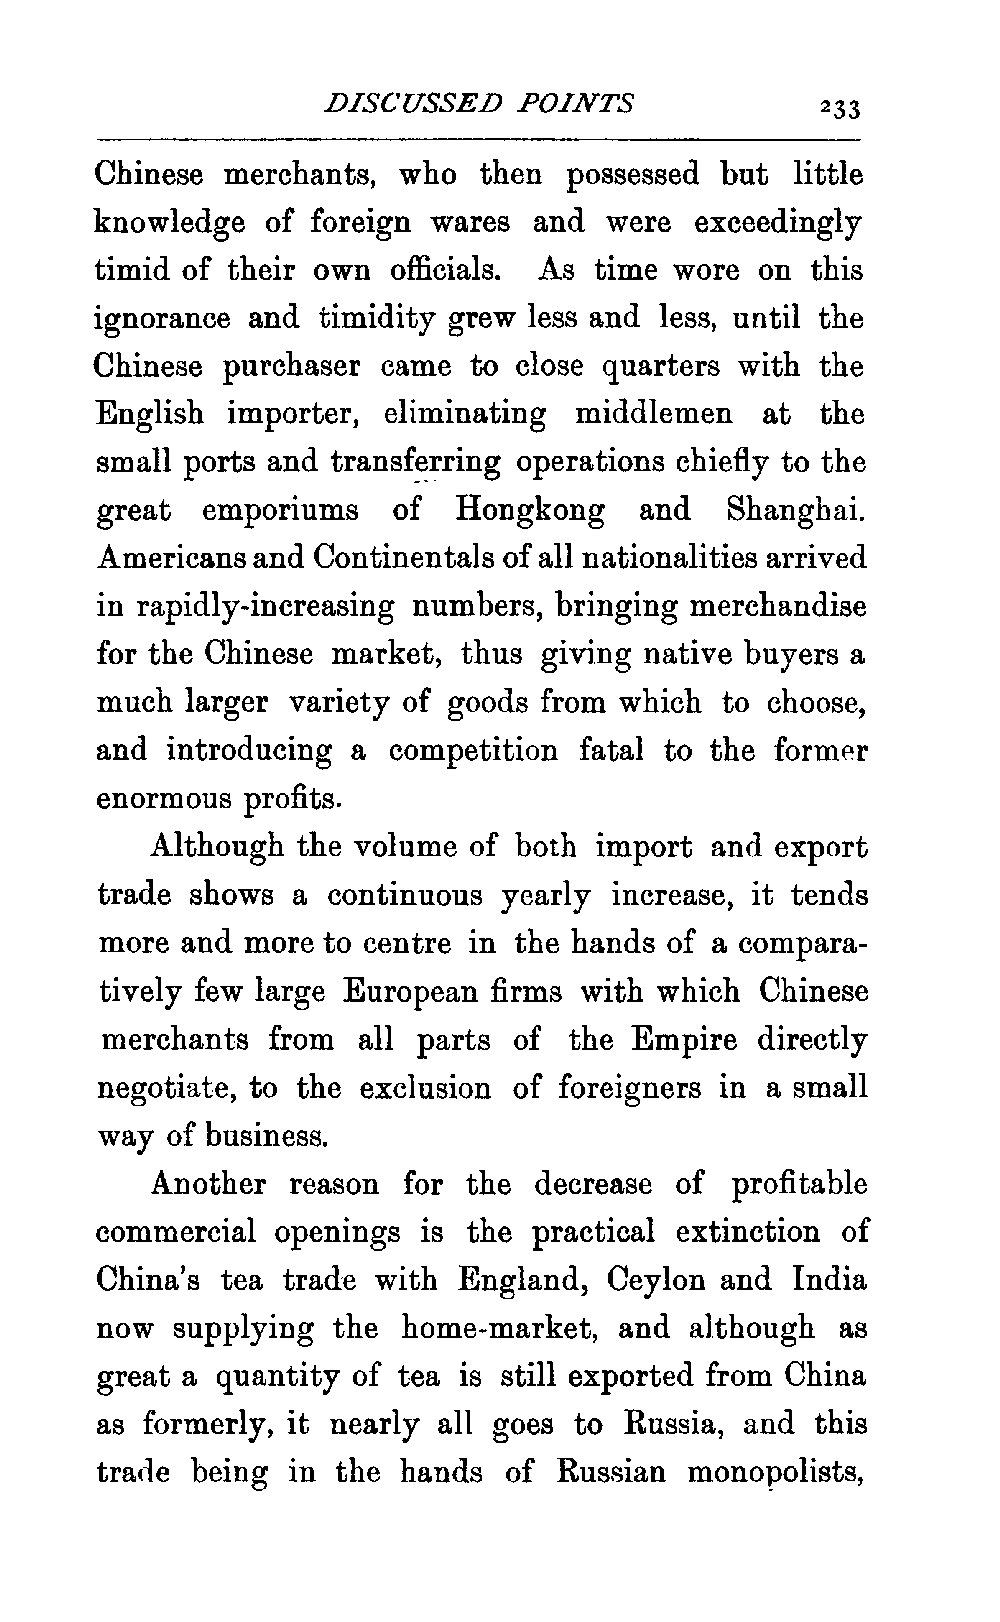 DISCUSSED POINTS 233
Chinese merchants, who then possessed but little
knowledge of foreign wares and were exceedingly
timid of their own officials. As time wore on this
ignorance and timidity grew less and less, until the
Chinese purchaser came to close quarters with the
English importer, eliminating middlemen at the
small ports and transferring operations chiefly to the
great emporiums of Hongkong and Shanghai.
Americans and Continentals of all nationalities arrived
in rapidly-increasing numbers, bringing merchandise
for the Chinese market, thus giving native buyers a
much larger variety of goods from which to choose,
and introducing a competition fatal to the former
enormous profits.
Although the volume of both import and export
trade shows a continuous yearly increase, it tends
more and more to centre in the hands of a compara-
tively few large European firms with which Chinese
merchants from all parts of the Empire directly
negotiate, to the exclusion of foreigners in a small
way of business.
Another reason for the decrease of profitable
commercial openings is the practical extinction of
China's tea trade with England, Ceylon and India
now supplying the home-market, and although as
great a quantity of tea is still exported from China
as formerly, it nearly all goes to Russia, and this
trade being in the hands of Russian monopolists,